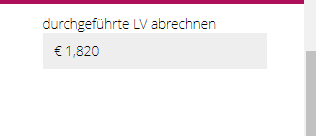 durchgeführte LV abrechnen
€ 1,820